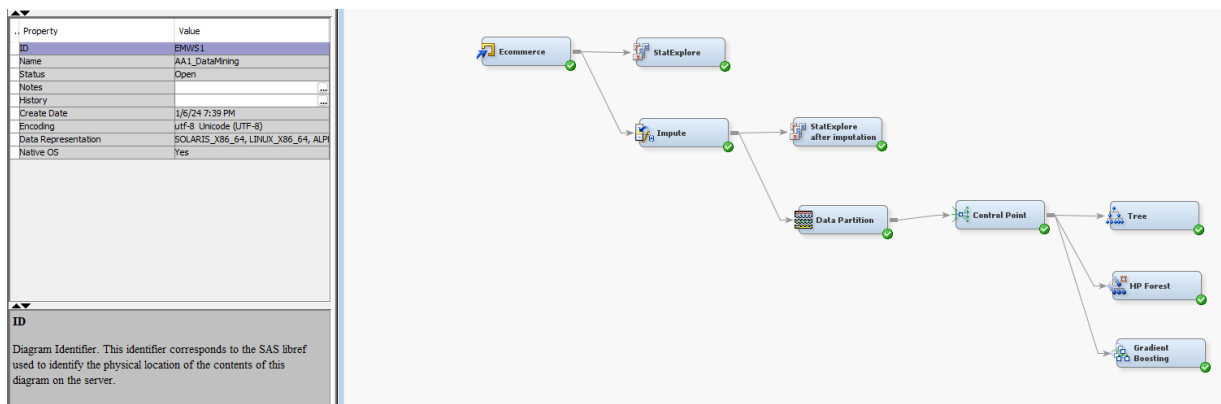 .. Property Value
ID EMWS1
Name AA1_DataMining
Status Open
Notes ...
History ...
Create Date 1/6/24 7:39 PM
Encoding utf-8 Unicode (UTF-8)
Data Representation SOLARIS_X86_64, LINUX_X86_64, ALP
Native OS Yes
ID
Diagram Identifier. This identifier corresponds to the SAS libref
used to identify the physical location of the contents of this
diagram on the server.
Ecommerce
StatExplore
Impute
StatExplore
after imputation
Data Partition
Control Point
Tree
HP Forest
Gradient
Boosting